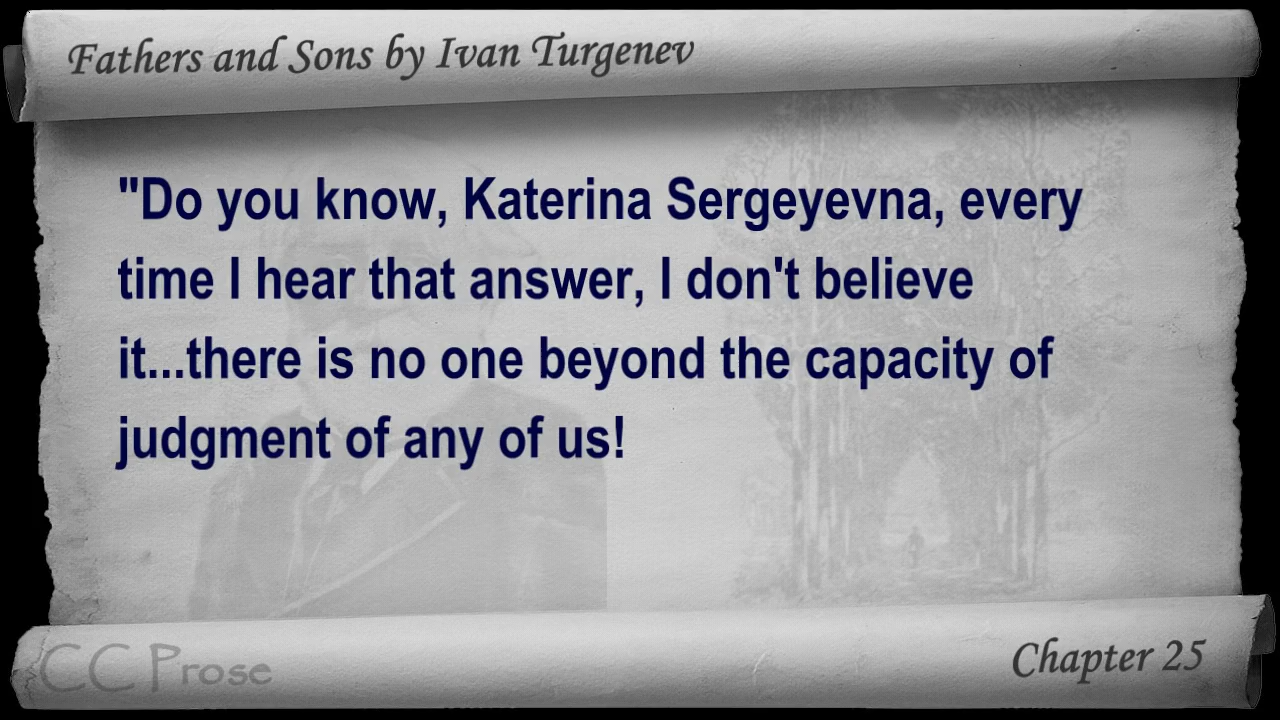 Fathers and Sons by Ivan Turgenev
"Do you know, Katerina Sergeyevna, every
time I hear that answer, I don't believe
it...there is no one beyond the capacity of
judgment of any of us!
CC Prose
Chapter 25